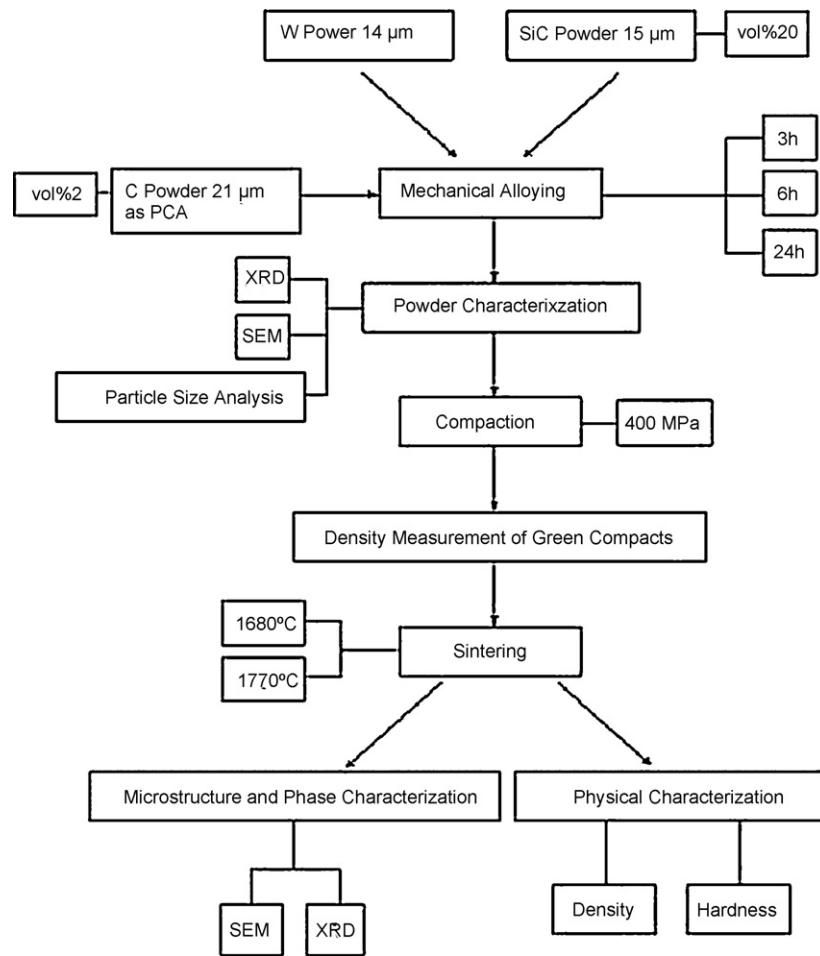 W Power 14 µm
SiC Powder 15 µm
vol%20
3h
vol%2
C Powder 21 µm
as PCA
Mechanical Alloying
6h
24h
XRD
Powder Characterixzation
SEM
Particle Size Analysis
Compaction
400 MPa
Density Measurement of Green Compacts
1680ºC
Sintering
1770ºC
Microstructure and Phase Characterization
Physical Characterization
SEM
XRD
Density
Hardness